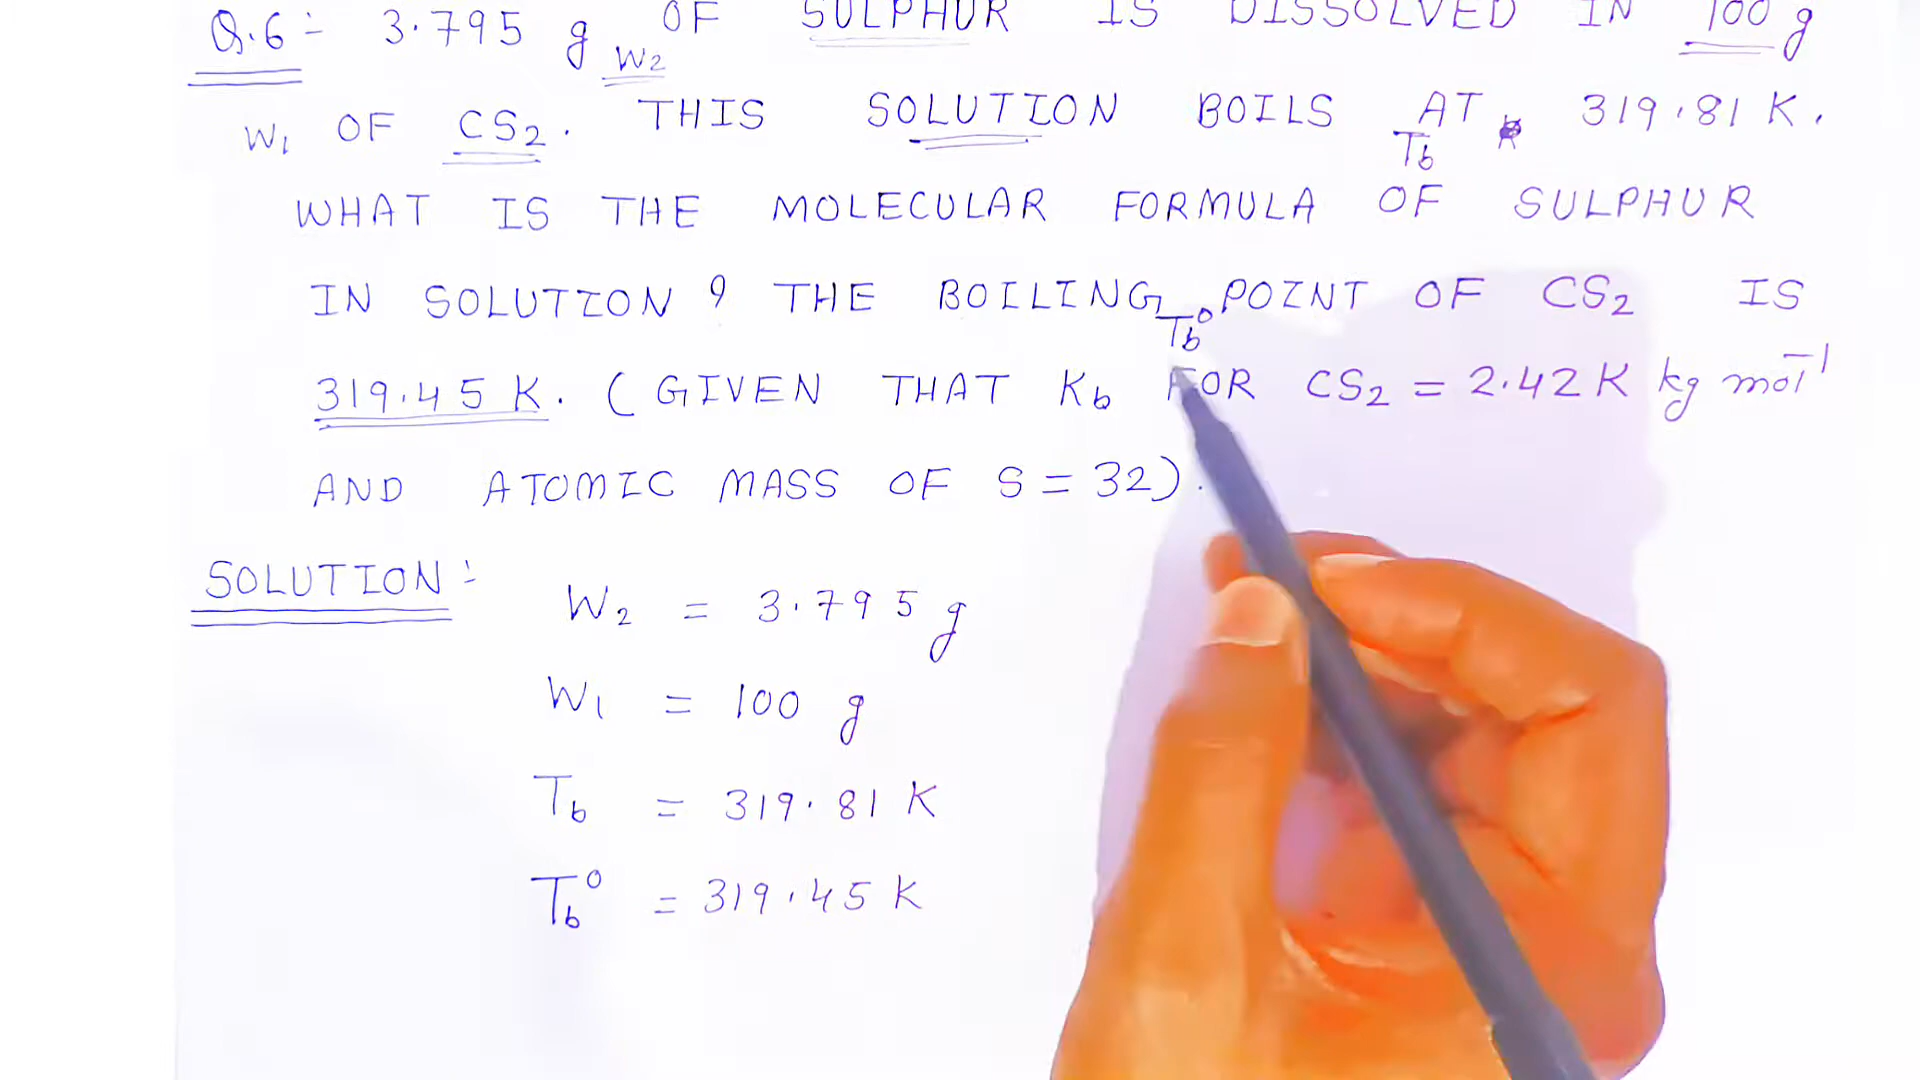 Q.6:- 3.795 g OF SULPHUR IS DISSOLVED IN 100 g
W2
W1 OF CS2. THIS SOLUTION BOILS AT 319.81 K.
Tb
WHAT IS THE MOLECULAR FORMULA OF SULPHUR
IN SOLUTION ? THE BOILING POINT OF CS2 IS
Tb°
319.45 K. (GIVEN THAT Kb FOR CS2 = 2.42 K kg mol⁻¹
AND ATOMIC MASS OF S = 32).
SOLUTION:-
W2 = 3.795 g
W1 = 100 g
Tb = 319.81 K
Tb° = 319.45 K